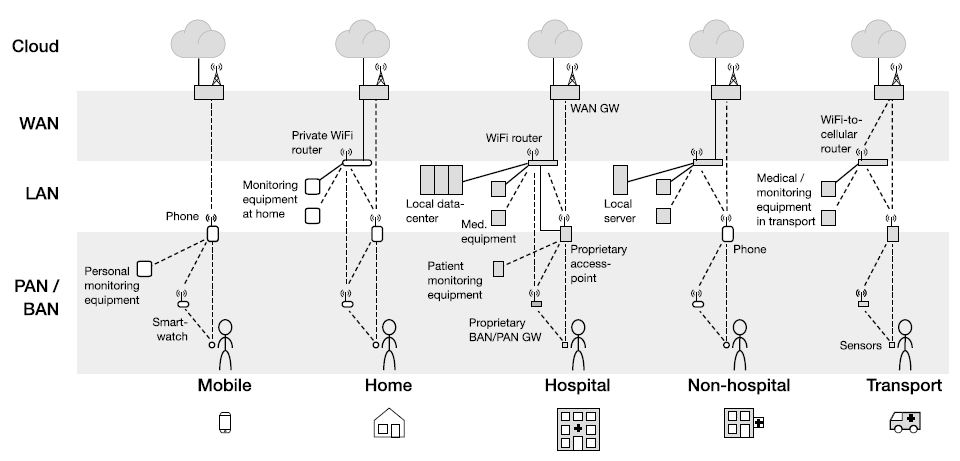 Cloud
WAN
LAN
PAN /
BAN
WAN GW
Private WiFi
router
WiFi router
WiFi-to-
cellular
router
Monitoring
equipment
at home
Local data-
center
Med.
equipment
Local
server
Medical /
monitoring
equipment
in transport
Phone
Personal
monitoring
equipment
Smart-
watch
Patient
monitoring
equipment
Proprietary
access-
point
Proprietary
BAN/PAN GW
Phone
Sensors
Mobile
Home
Hospital
Non-hospital
Transport